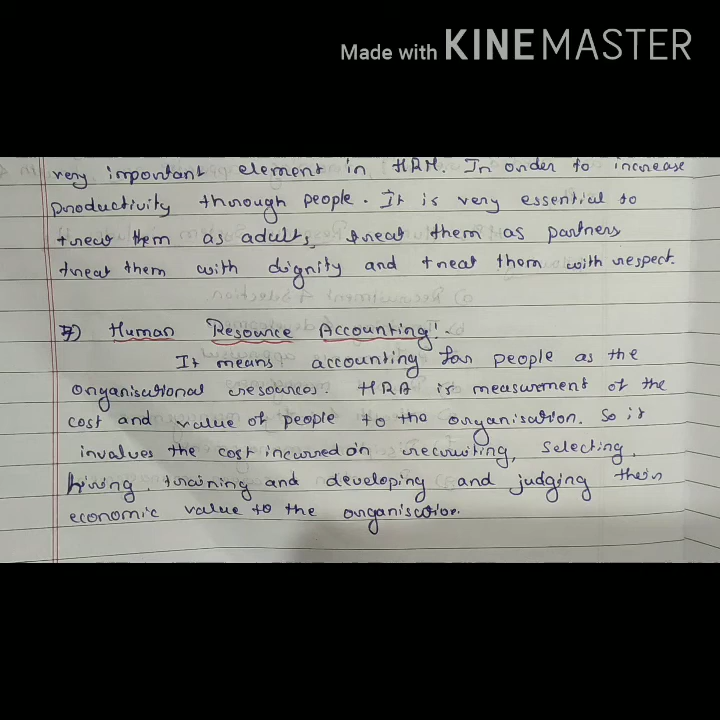 Made with KINEMASTER
very important element in HRM. In order to increase
productivity through people. It is very essential to
treat them as adults, treat them as partners
treat them with dignity and treat them with respect.
7) Human Resource Accounting:
It means accounting for people as the
organisational resources. HRA is measurment of the
cost and value of people to the organisation. So it
involves the cost incurred on recruiting, selecting,
hiring, training and developing and judging their
economic value to the organisation.